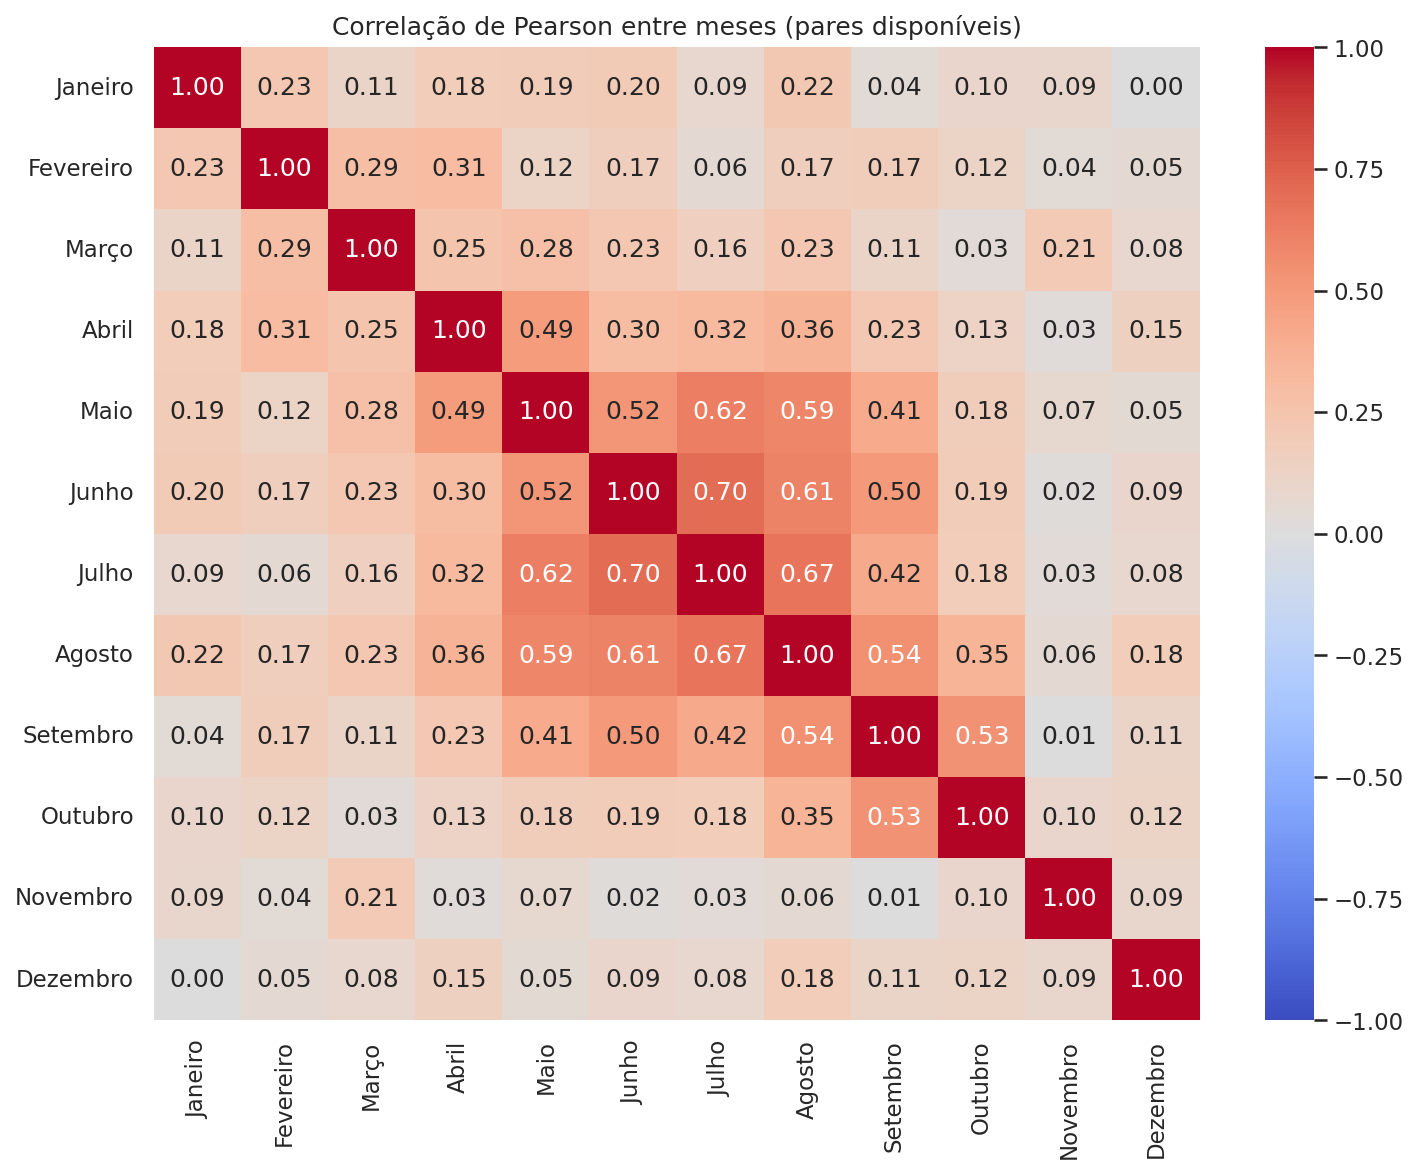 Correlação de Pearson entre meses (pares disponíveis)
Janeiro 1.00 0.23 0.11 0.18 0.19 0.20 0.09 0.22 0.04 0.10 0.09 0.00
Fevereiro 0.23 1.00 0.29 0.31 0.12 0.17 0.06 0.17 0.17 0.12 0.04 0.05
Março 0.11 0.29 1.00 0.25 0.28 0.23 0.16 0.23 0.11 0.03 0.21 0.08
Abril 0.18 0.31 0.25 1.00 0.49 0.30 0.32 0.36 0.23 0.13 0.03 0.15
Maio 0.19 0.12 0.28 0.49 1.00 0.52 0.62 0.59 0.41 0.18 0.07 0.05
Junho 0.20 0.17 0.23 0.30 0.52 1.00 0.70 0.61 0.50 0.19 0.02 0.09
Julho 0.09 0.06 0.16 0.32 0.62 0.70 1.00 0.67 0.42 0.18 0.03 0.08
Agosto 0.22 0.17 0.23 0.36 0.59 0.61 0.67 1.00 0.54 0.35 0.06 0.18
Setembro 0.04 0.17 0.11 0.23 0.41 0.50 0.42 0.54 1.00 0.53 0.01 0.11
Outubro 0.10 0.12 0.03 0.13 0.18 0.19 0.18 0.35 0.53 1.00 0.10 0.12
Novembro 0.09 0.04 0.21 0.03 0.07 0.02 0.03 0.06 0.01 0.10 1.00 0.09
Dezembro 0.00 0.05 0.08 0.15 0.05 0.09 0.08 0.18 0.11 0.12 0.09 1.00
Janeiro Fevereiro Março Abril Maio Junho Julho Agosto Setembro Outubro Novembro Dezembro
1.00
0.75
0.50
0.25
0.00
−0.25
−0.50
−0.75
−1.00